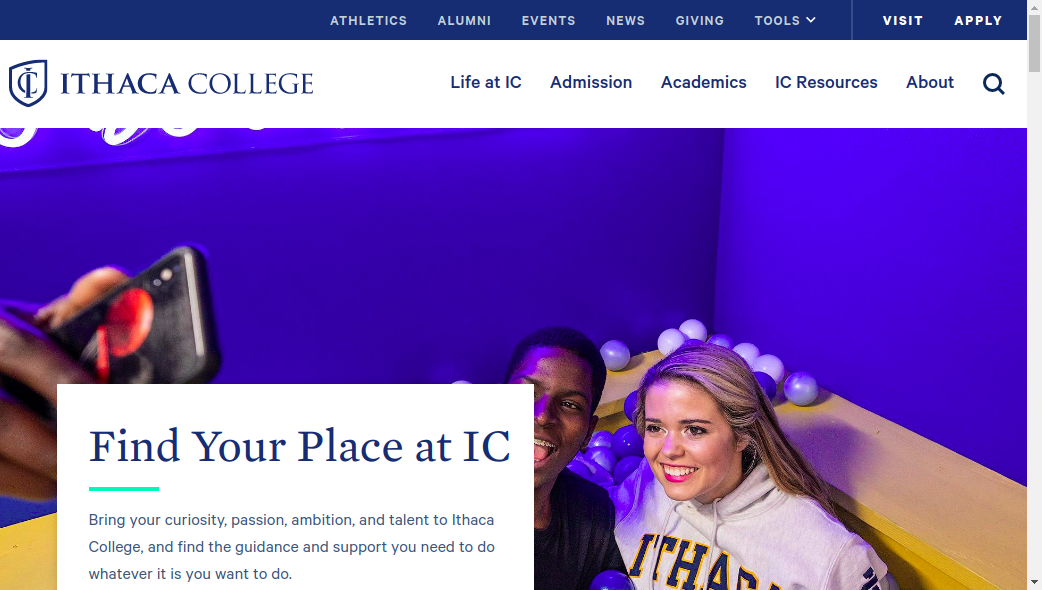 ATHLETICS ALUMNI EVENTS NEWS GIVING TOOLS VISIT APPLY
ITHACA COLLEGE
Life at IC Admission Academics IC Resources About
Find Your Place at IC
Bring your curiosity, passion, ambition, and talent to Ithaca
College, and find the guidance and support you need to do
whatever it is you want to do.